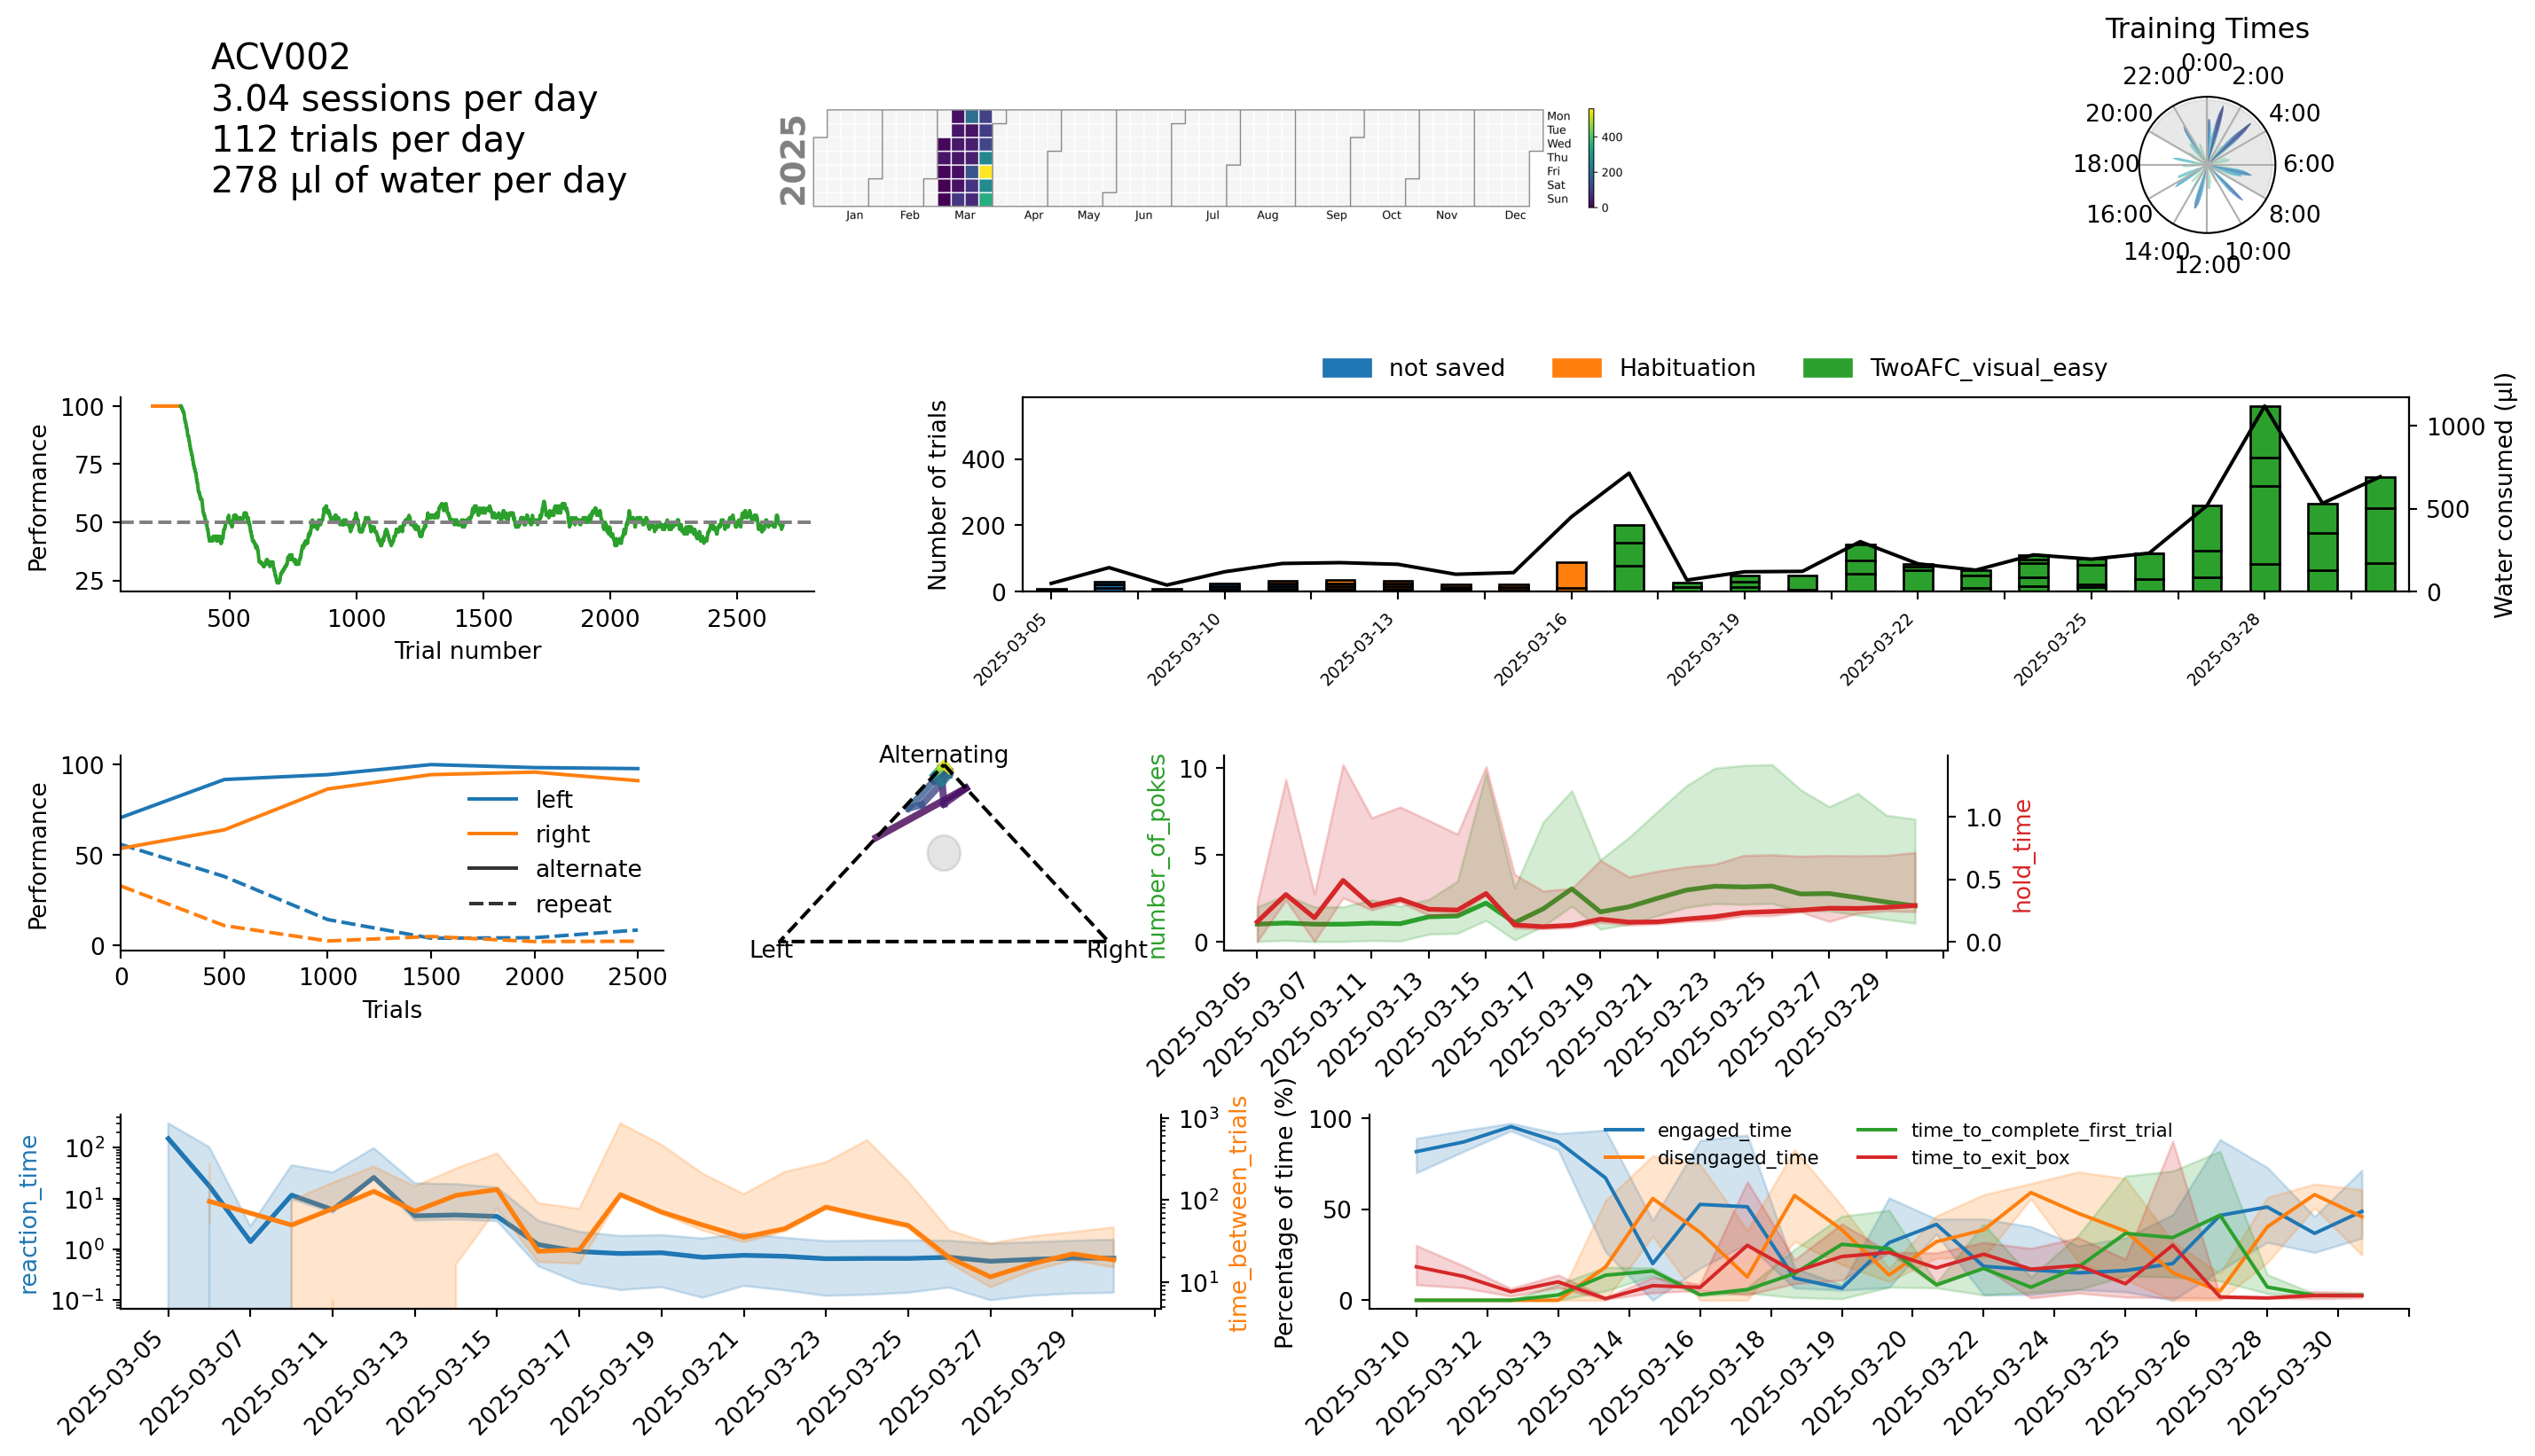 ACV002
3.04 sessions per day
112 trials per day
278 µl of water per day
2025
Jan Feb Mar Apr May Jun Jul Aug Sep Oct Nov Dec
Mon
Tue
Wed
Thu
Fri
Sat
Sun
400
200
0
Training Times
0:00
2:00
4:00
6:00
8:00
10:00
12:00
14:00
16:00
18:00
20:00
22:00
Performance
100
75
50
25
500 1000 1500 2000 2500
Trial number
not saved Habituation TwoAFC_visual_easy
Number of trials
400
200
0
Water consumed (µl)
1000
500
0
2025-03-05 2025-03-10 2025-03-13 2025-03-16 2025-03-19 2025-03-22 2025-03-25 2025-03-28
Performance
100
50
0
left
right
alternate
repeat
0 500 1000 1500 2000 2500
Trials
Alternating
Left Right
number_of_pokes
10
5
0
hold_time
1.0
0.5
0.0
2025-03-05 2025-03-07 2025-03-11 2025-03-13 2025-03-15 2025-03-17 2025-03-19 2025-03-21 2025-03-23 2025-03-25 2025-03-27 2025-03-29
reaction_time
10²
10¹
10⁰
10⁻¹
time_between_trials
10³
10²
10¹
2025-03-05 2025-03-07 2025-03-11 2025-03-13 2025-03-15 2025-03-17 2025-03-19 2025-03-21 2025-03-23 2025-03-25 2025-03-27 2025-03-29
Percentage of time (%)
100
50
0
engaged_time time_to_complete_first_trial
disengaged_time time_to_exit_box
2025-03-10 2025-03-12 2025-03-13 2025-03-14 2025-03-16 2025-03-18 2025-03-19 2025-03-20 2025-03-22 2025-03-24 2025-03-25 2025-03-26 2025-03-28 2025-03-30